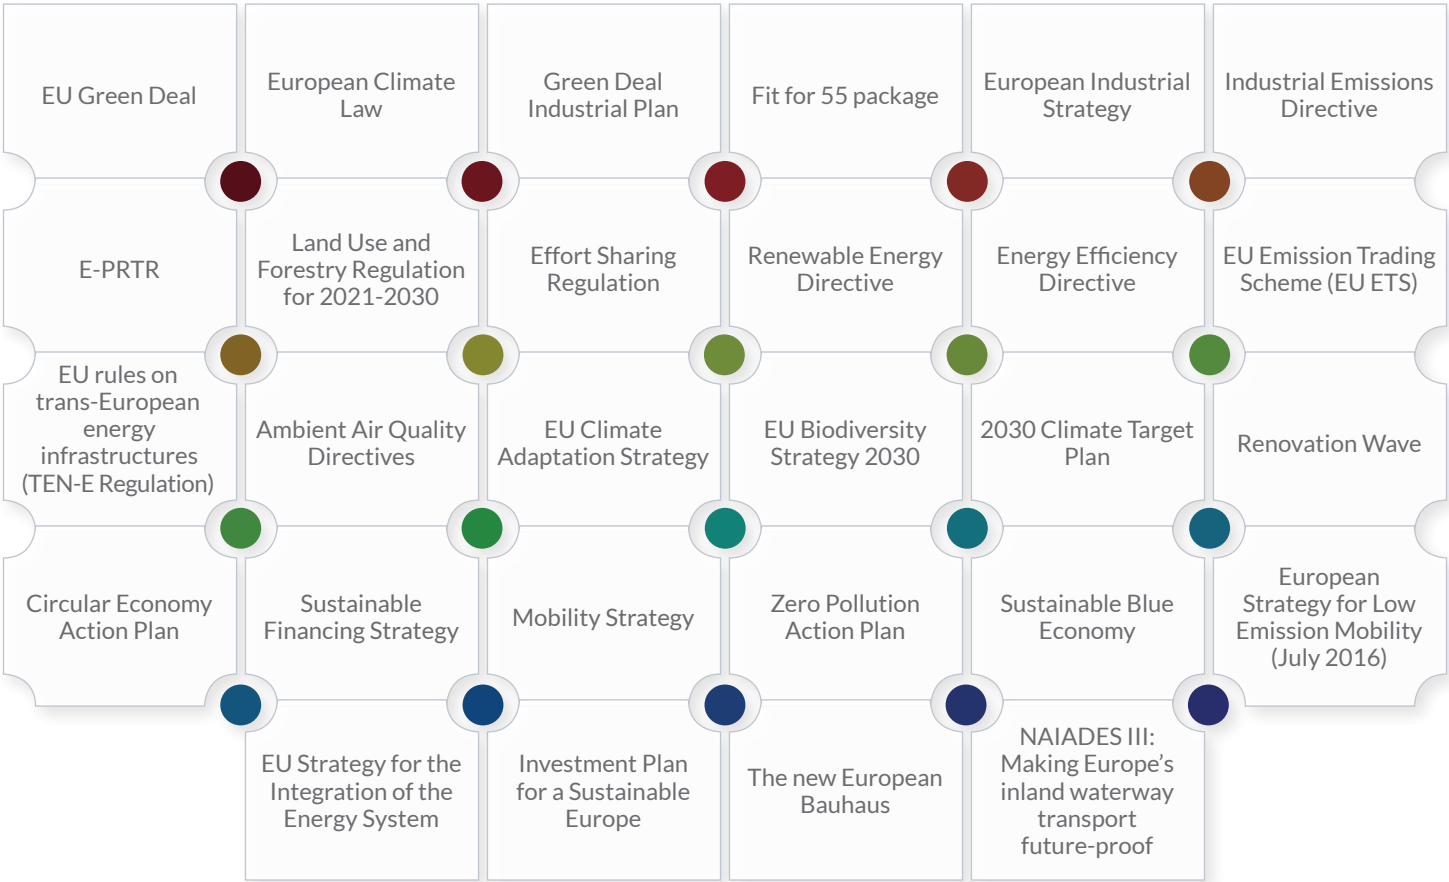 EU Green Deal
European Climate
Law
Green Deal
Industrial Plan
Fit for 55 package
European Industrial
Strategy
Industrial Emissions
Directive
E-PRTR
Land Use and
Forestry Regulation
for 2021-2030
Effort Sharing
Regulation
Renewable Energy
Directive
Energy Efficiency
Directive
EU Emission Trading
Scheme (EU ETS)
EU rules on
trans-European
energy
infrastructures
(TEN-E Regulation)
Ambient Air Quality
Directives
EU Climate
Adaptation Strategy
EU Biodiversity
Strategy 2030
2030 Climate Target
Plan
Renovation Wave
Circular Economy
Action Plan
Sustainable
Financing Strategy
Mobility Strategy
Zero Pollution
Action Plan
Sustainable Blue
Economy
European
Strategy for Low
Emission Mobility
(July 2016)
EU Strategy for the
Integration of the
Energy System
Investment Plan
for a Sustainable
Europe
The new European
Bauhaus
NAIADES III:
Making Europe’s
inland waterway
transport
future-proof